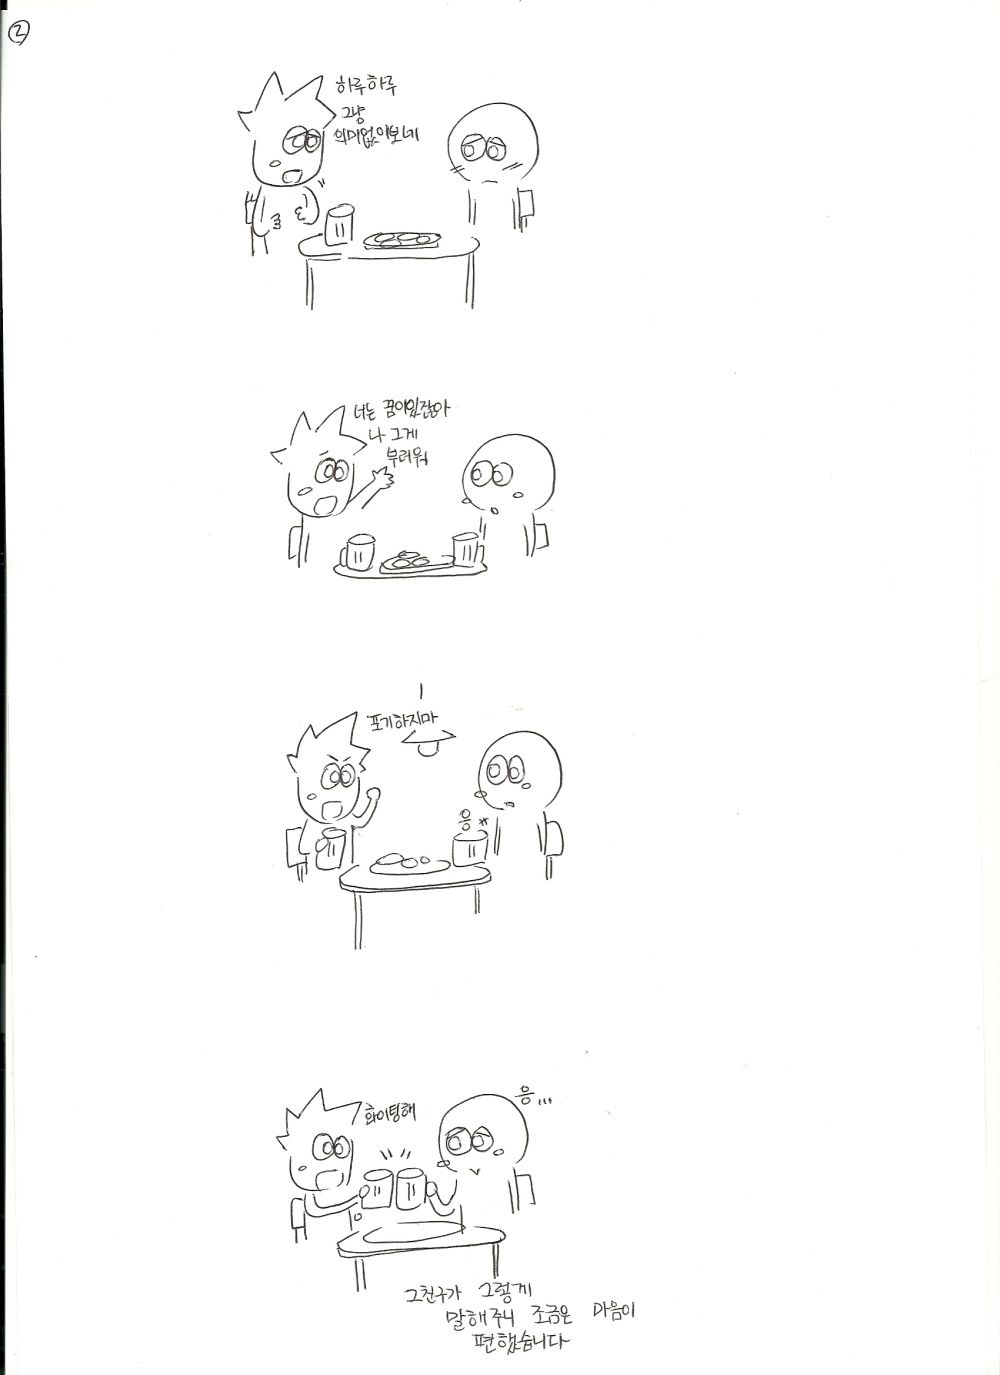 ②
하루하루
그냥
의미없이보내
너는 꿈이있잖아
나 그게
부러워
포기하지마
응
화이팅해
응...
그친구가 그렇게
말해주니 조금은 마음이
편했습니다